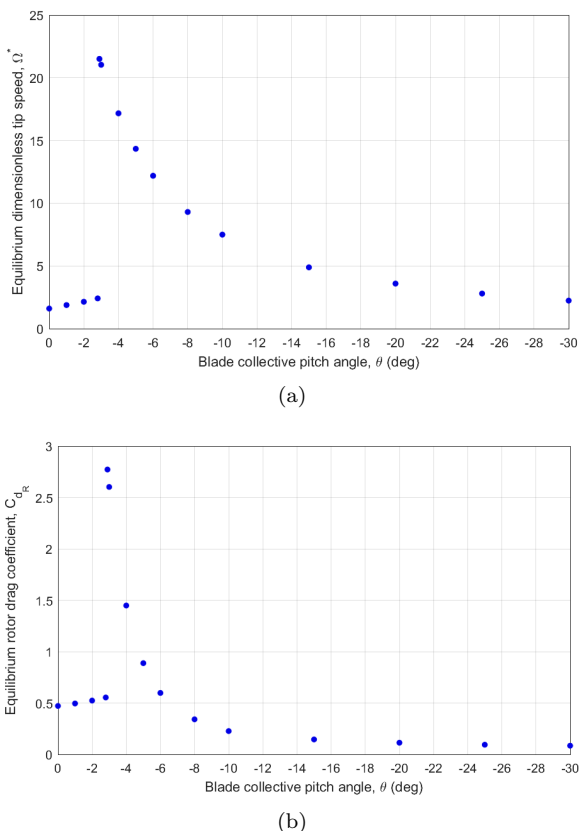 25
20
15
10
5
0
Equilibrium dimensionless tip speed, Ω*
0 -2 -4 -6 -8 -10 -12 -14 -16 -18 -20 -22 -24 -26 -28 -30
Blade collective pitch angle, θ (deg)
(a)
3
2.5
2
1.5
1
0.5
0
Equilibrium rotor drag coefficient, C_{d_R}
0 -2 -4 -6 -8 -10 -12 -14 -16 -18 -20 -22 -24 -26 -28 -30
Blade collective pitch angle, θ (deg)
(b)